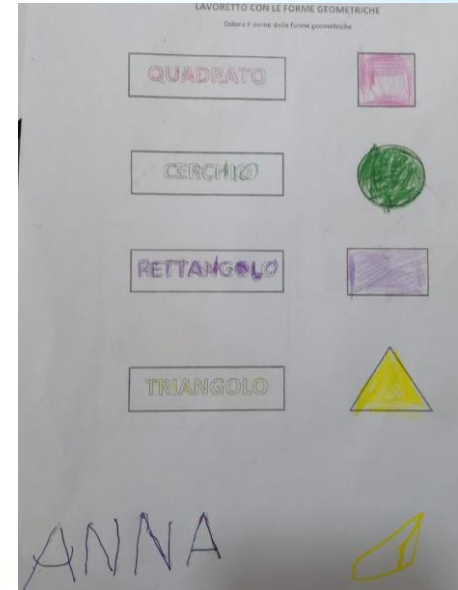 LAVORETTO CON LE FORME GEOMETRICHE
Colora il nome delle forme geometriche
QUADRATO
CERCHIO
RETTANGOLO
TRIANGOLO
ANNA